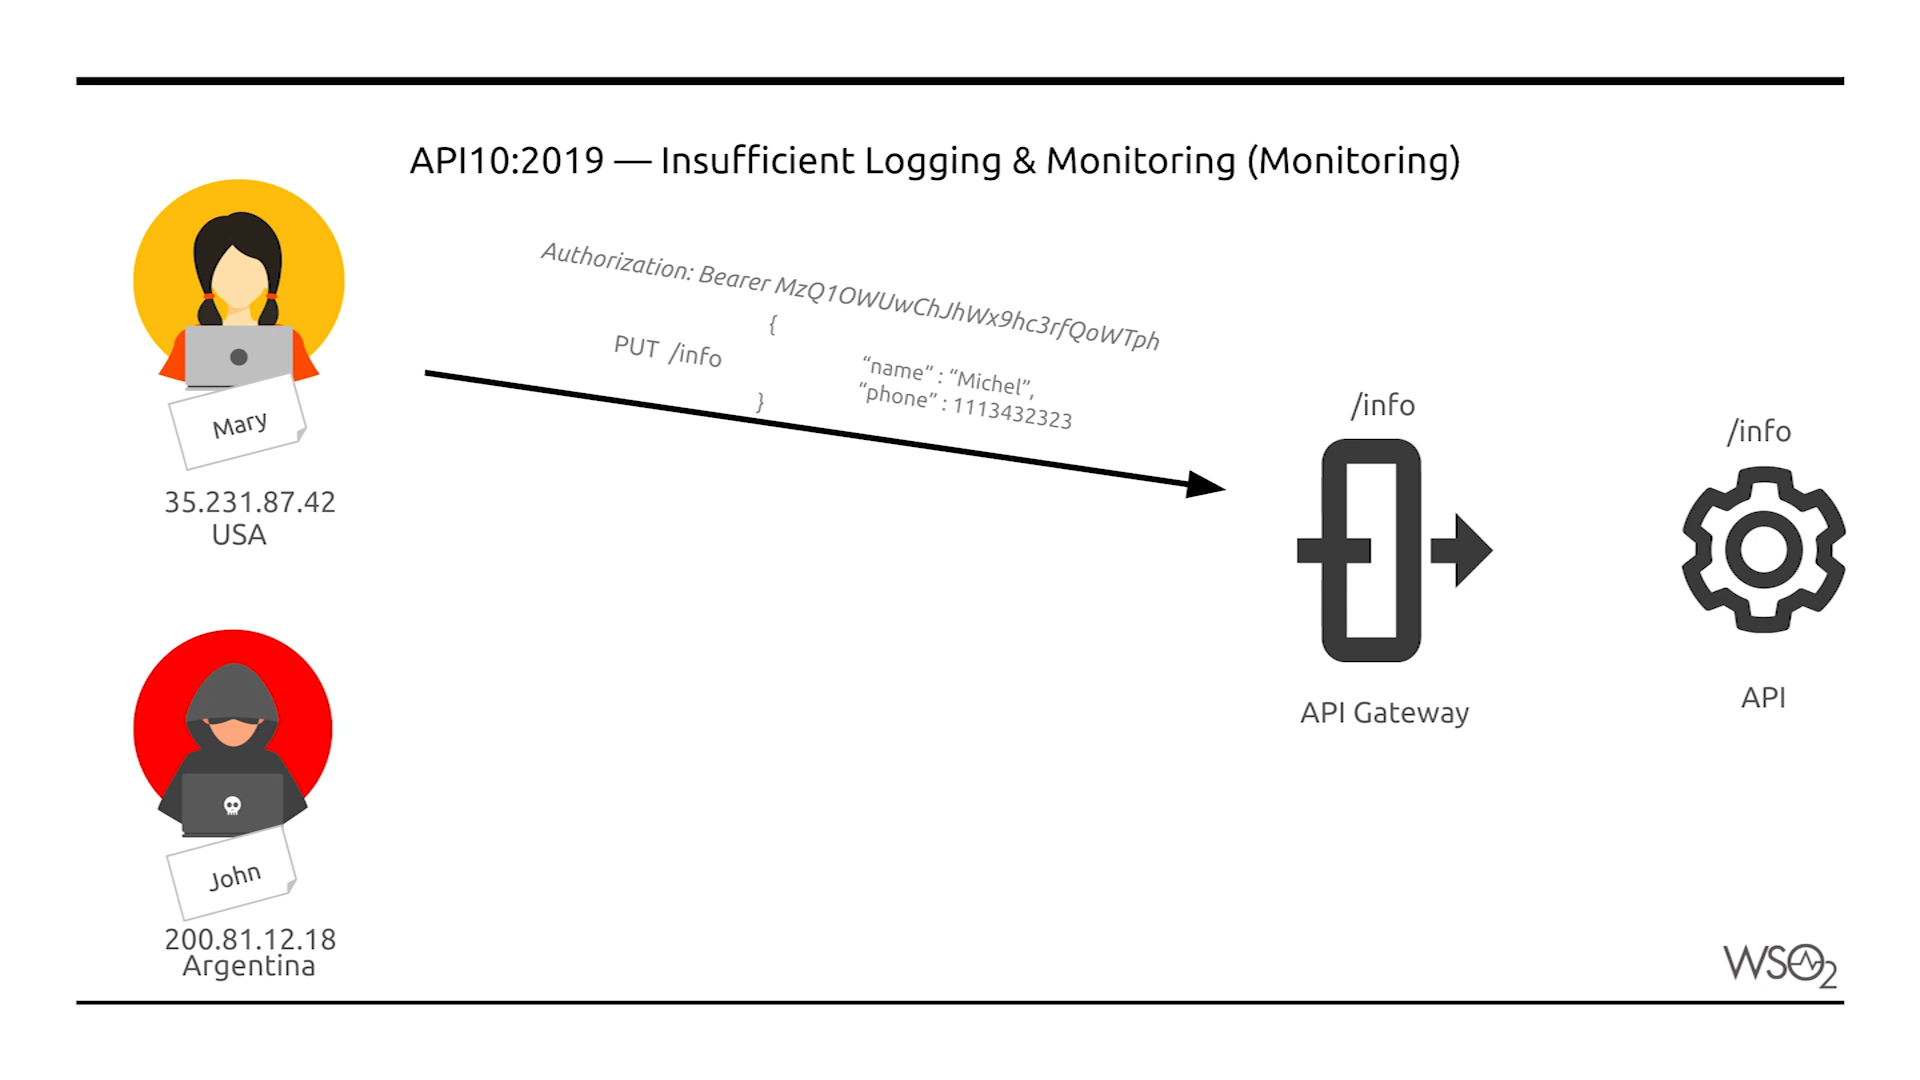 API10:2019 — Insufficient Logging & Monitoring (Monitoring)
Authorization: Bearer MzQ1OWUwChJhWx9hc3rfQoWTph
{
PUT /info
“name” : “Michel”,
“phone” : 1113432323
}
Mary
35.231.87.42
USA
/info
API Gateway
/info
API
John
200.81.12.18
Argentina
WSO2